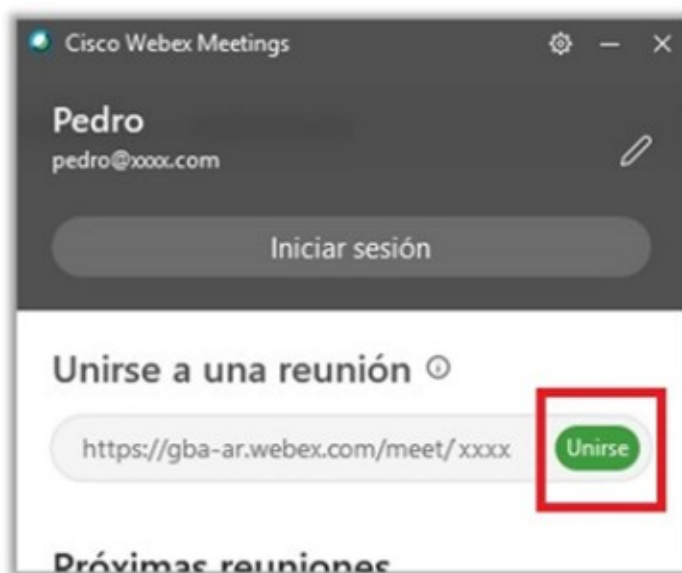 Cisco Webex Meetings
Pedro
pedro@xxxx.com
Iniciar sesión
Unirse a una reunión
https://gba-ar.webex.com/meet/xxxx Unirse
Próximas reuniones